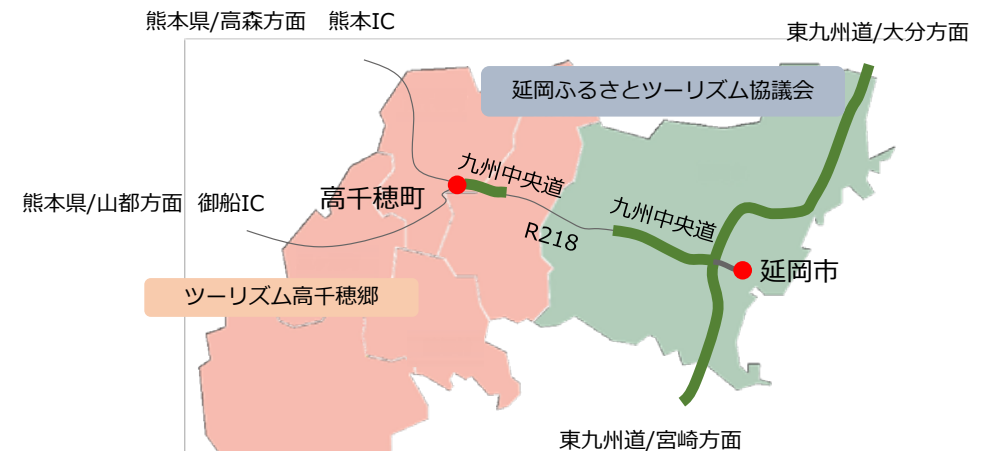 熊本県/高森方面 熊本IC
東九州道/大分方面
延岡ふるさとツーリズム協議会
九州中央道
高千穂町
熊本県/山都方面 御船IC
九州中央道
R218
延岡市
ツーリズム高千穂郷
東九州道/宮崎方面